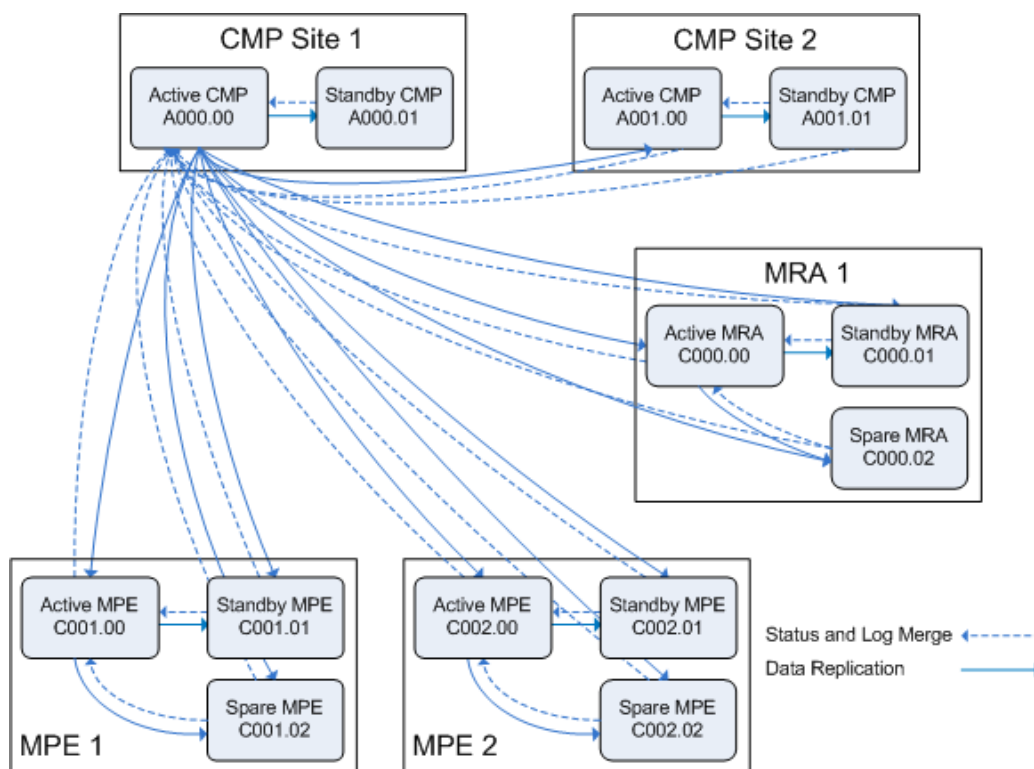 CMP Site 1
Active CMP
A000.00
Standby CMP
A000.01
CMP Site 2
Active CMP
A001.00
Standby CMP
A001.01
MRA 1
Active MRA
C000.00
Standby MRA
C000.01
Spare MRA
C000.02
Active MPE
C001.00
Standby MPE
C001.01
Spare MPE
C001.02
MPE 1
Active MPE
C002.00
Standby MPE
C002.01
Spare MPE
C002.02
MPE 2
Status and Log Merge
Data Replication